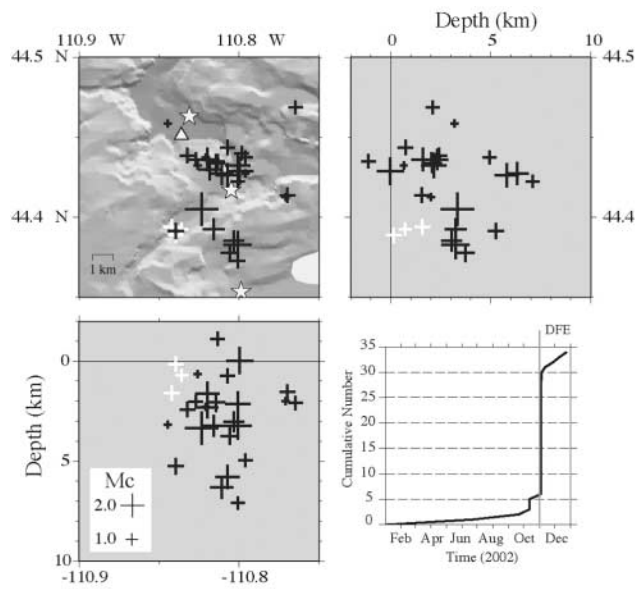 Depth (km)
110.9 W 110.8
0 5 10
44.5 N 44.5
44.4 N 44.4
1 km
DFE
0
5
10
Depth (km)
Mc
2.0
1.0
-110.9 -110.8
35
30
25
20
15
10
5
0
Cumulative Number
Feb Apr Jun Aug Oct Dec
Time (2002)